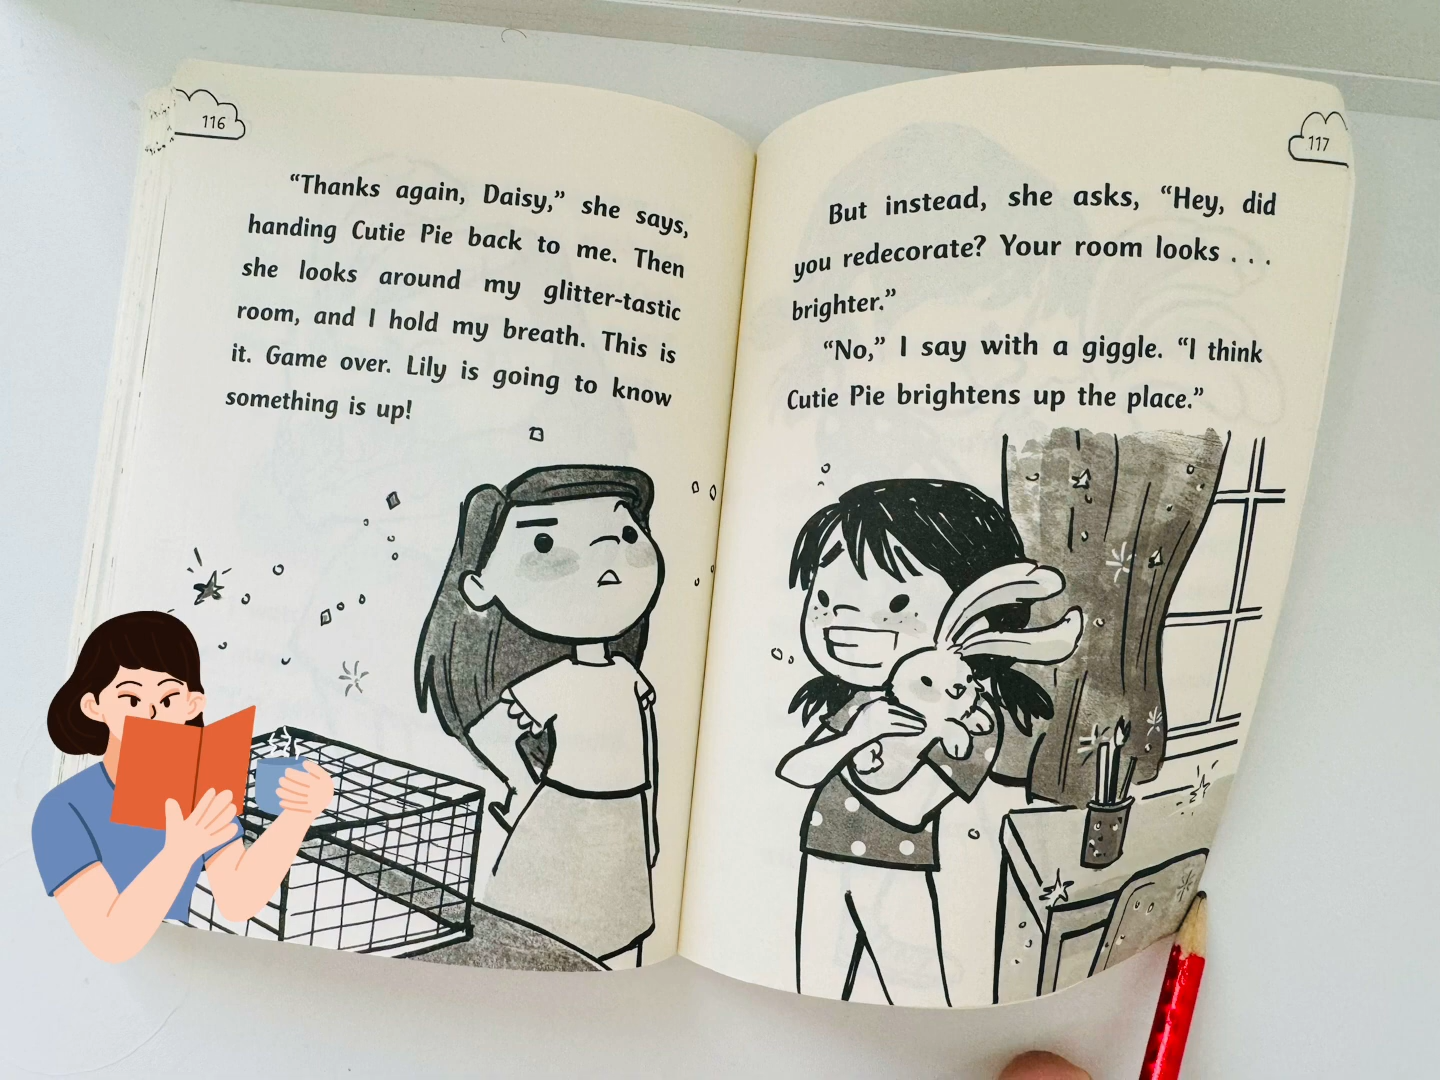 116
“Thanks again, Daisy,” she says,
handing Cutie Pie back to me. Then
she looks around my glitter-tastic
room, and I hold my breath. This is
it. Game over. Lily is going to know
something is up!
117
But instead, she asks, “Hey, did
you redecorate? Your room looks . . .
brighter.”
“No,” I say with a giggle. “I think
Cutie Pie brightens up the place.”